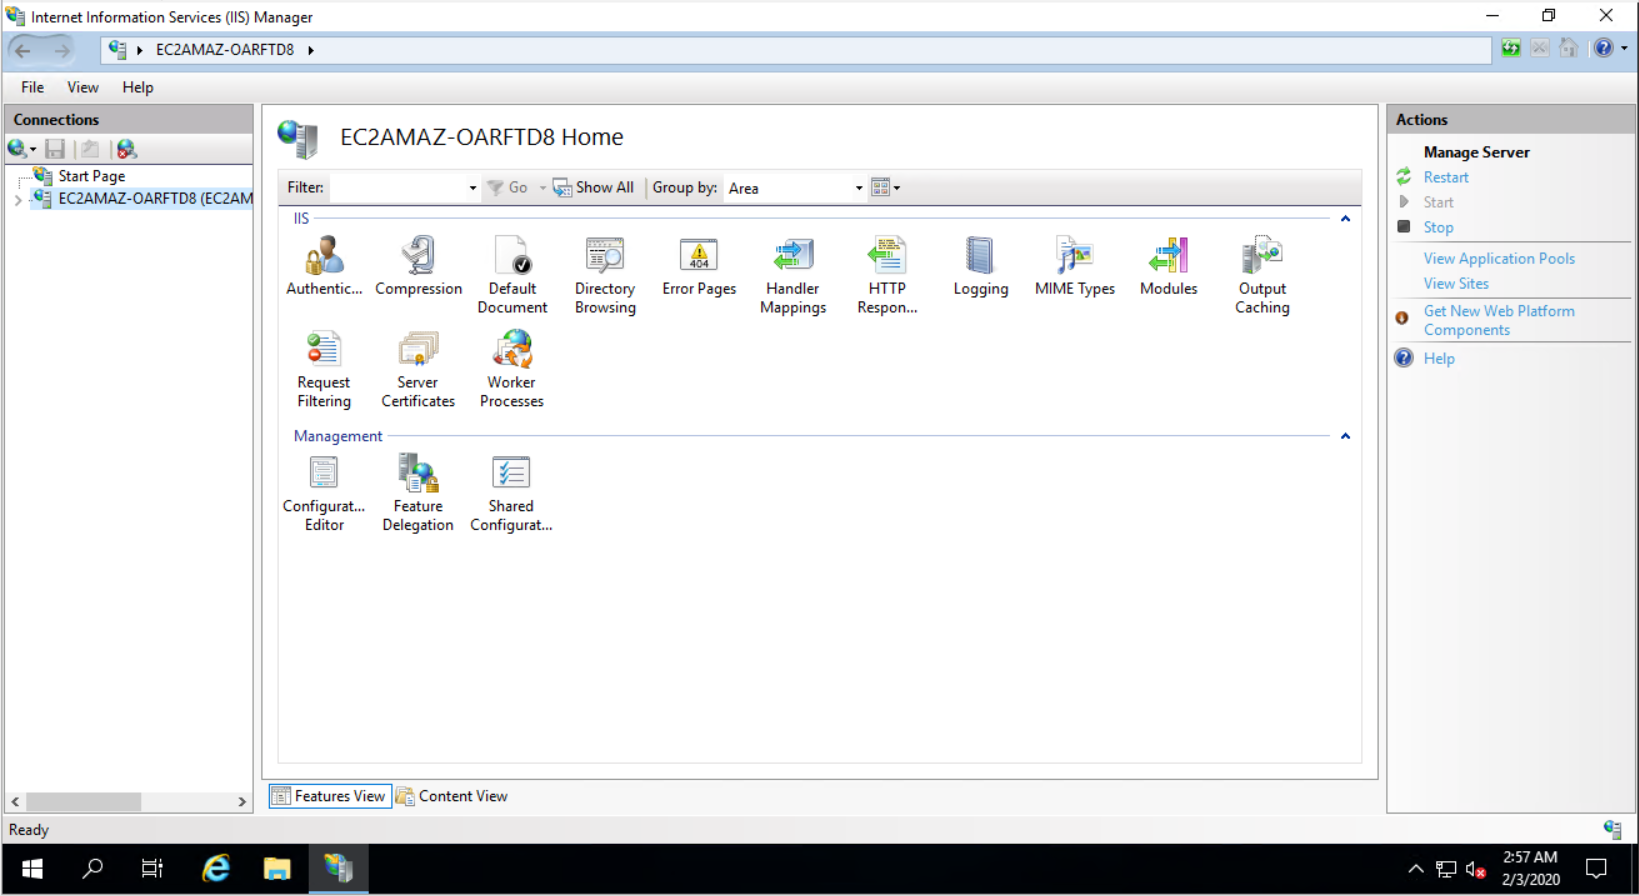 Internet Information Services (IIS) Manager
EC2AMAZ-OARFTD8
File View Help
Connections
Start Page
EC2AMAZ-OARFTD8 (EC2AM
EC2AMAZ-OARFTD8 Home
Filter: Go Show All Group by: Area
IIS
Authentic... Compression Default Document Directory Browsing Error Pages Handler Mappings HTTP Respon... Logging MIME Types Modules Output Caching
404
Request Filtering Server Certificates Worker Processes
Management
Configurat... Editor Feature Delegation Shared Configurat...
Features View Content View
Actions
Manage Server
Restart
Start
Stop
View Application Pools
View Sites
Get New Web Platform
Components
Help
Ready
2:57 AM
2/3/2020